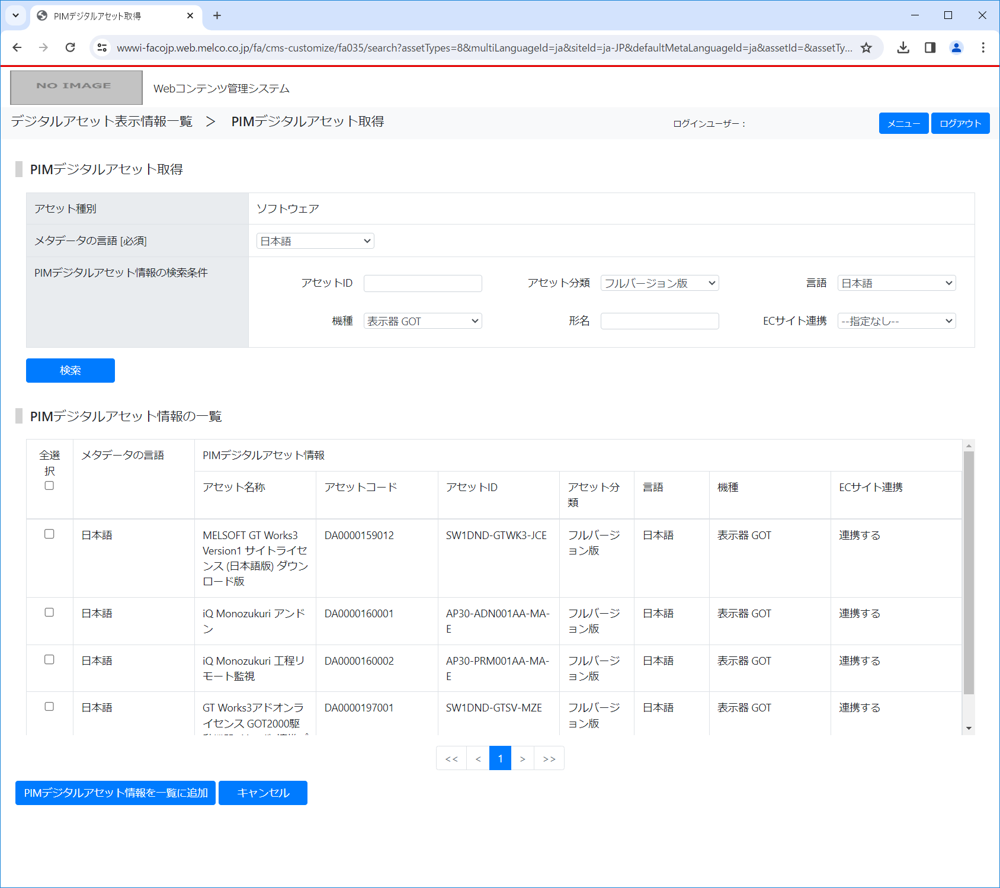 PIMデジタルアセット取得
wwwi-facojp.web.melco.co.jp/fa/cms-customize/fa035/search?assetTypes=8&multiLanguageId=ja&siteId=ja-JP&defaultMetaLanguageId=ja&assetId=&assetTy...
NO IMAGE
Webコンテンツ管理システム
デジタルアセット表示情報一覧 > PIMデジタルアセット取得
ログインユーザー：
メニュー
ログアウト
PIMデジタルアセット取得
アセット種別 ソフトウェア
メタデータの言語 [必須] 日本語
PIMデジタルアセット情報の検索条件
アセットID
アセット分類 フルバージョン版
言語 日本語
機種 表示器 GOT
形名
ECサイト連携 --指定なし--
検索
PIMデジタルアセット情報の一覧
全選
択
メタデータの言語
PIMデジタルアセット情報
アセット名称
アセットコード
アセットID
アセット分
類
言語
機種
ECサイト連携
日本語
MELSOFT GT Works3
Version1 サイトライセ
ンス (日本語版) ダウン
ロード版
DA0000159012
SW1DND-GTWK3-JCE
フルバージ
ョン版
日本語
表示器 GOT
連携する
日本語
iQ Monozukuri アンド
ン
DA0000160001
AP30-ADN001AA-MA-
E
フルバージ
ョン版
日本語
表示器 GOT
連携する
日本語
iQ Monozukuri 工程リ
モート監視
DA0000160002
AP30-PRM001AA-MA-
E
フルバージ
ョン版
日本語
表示器 GOT
連携する
日本語
GT Works3アドオンラ
イセンス GOT2000駆
DA0000197001
SW1DND-GTSV-MZE
フルバージ
ョン版
日本語
表示器 GOT
連携する
<< < 1 > >>
PIMデジタルアセット情報を一覧に追加
キャンセル